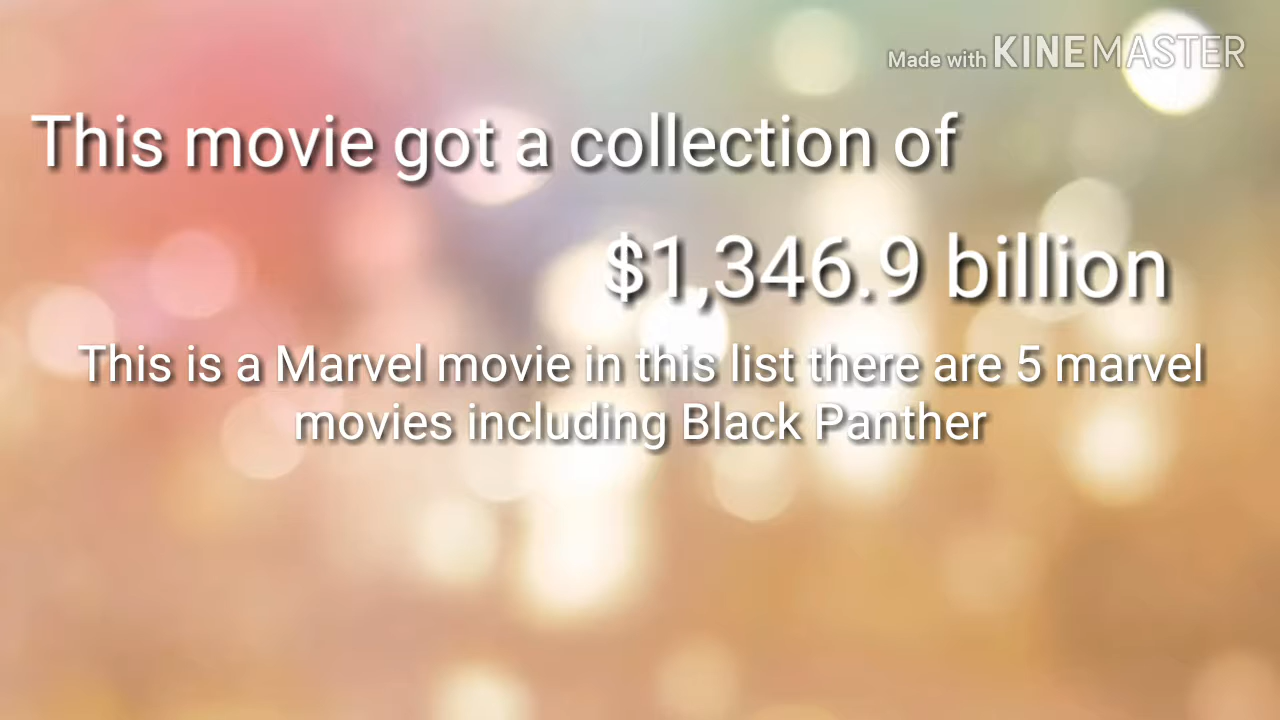 Made with KINEMASTER
This movie got a collection of
$1,346.9 billion
This is a Marvel movie in this list there are 5 marvel
movies including Black Panther